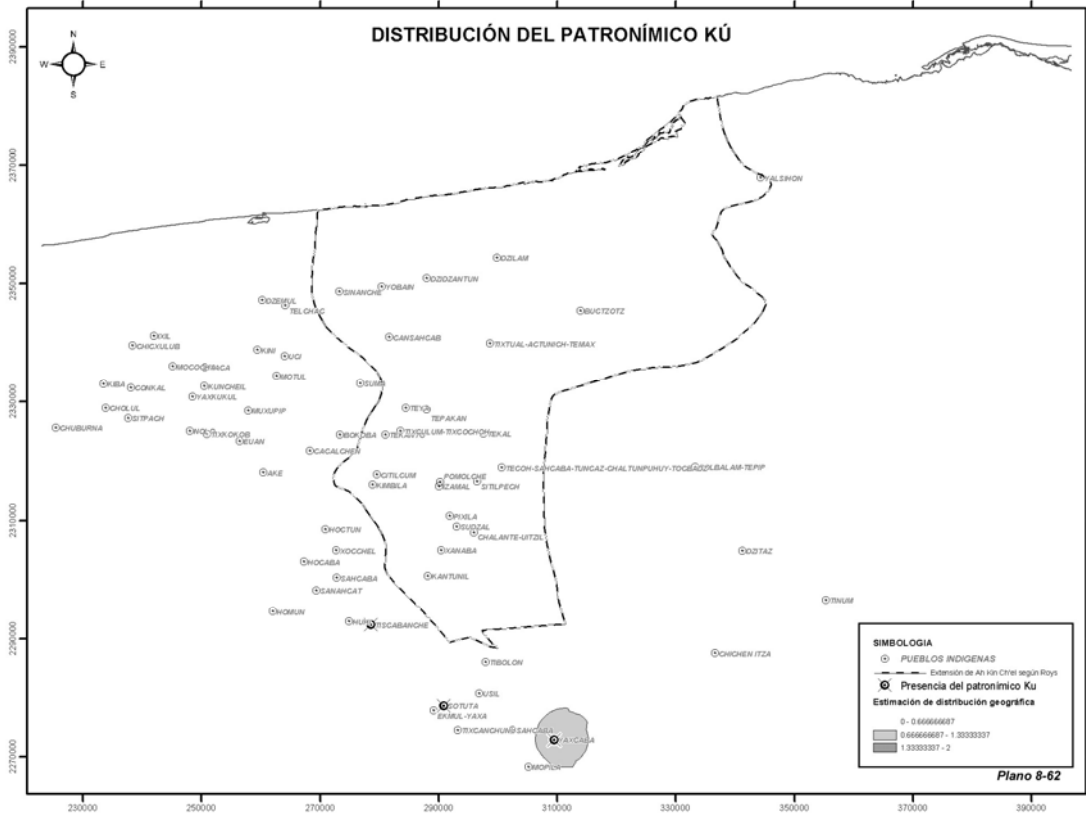 DISTRIBUCIÓN DEL PATRONÍMICO KÚ
N
W E
S
2390000
2370000
2350000
2330000
2310000
2290000
2270000
YALSIHON
DZILAM
DZIDZANTUN
YOBAIN
SINANCHE
DZEMUL
TELCHAC
BUCTZOTZ
CANSAHCAB
TIXTUAL-ACTUNICH-TEMAX
IXIL
CHICXULUB
KINI
UCI
MOCOCHA
BACA
MOTUL
SUMA
KIBA
CONKAL
KUNCHEIL
YAXKUKUL
CHOLUL
SITPACH
MUXUPIP
TEYA
TEPAKAN
CHUBURNA
NOLO
TIXKOKOB
EUAN
BOKOBA
TEKANTO
TIXCULUM-TIXCOCHOH
TEKAL
CACALCHEN
AKE
CITILCUM
KIMBILA
POMOLCHE
IZAMAL
SITILPECH
TECOH-SAHCABA-TUNCAZ-CHALTUNPUHUY-TOCBADZ
TOLBALAM-TEPIP
PIXILA
SUDZAL
CHALANTE-UITZIL
HOCTUN
XOCCHEL
XANABA
DZITAZ
HOCABA
SAHCABA
KANTUNIL
SANAHCAT
TINUM
HOMUN
HUHI
TISCABANCHE
CHICHEN ITZA
TIBOLON
USIL
SOTUTA
EKMUL-YAXA
TIXCANCHUN
SAHCABA
YAXCABA
MOPILA
SIMBOLOGIA
PUEBLOS INDIGENAS
Extensión de Ah Kin Ch'el según Roys
Presencia del patronímico Ku
Estimación de distribución geográfica
0 - 0.666666687
0.666666687 - 1.33333337
1.33333337 - 2
Plano 8-62
230000 250000 270000 290000 310000 330000 350000 370000 390000